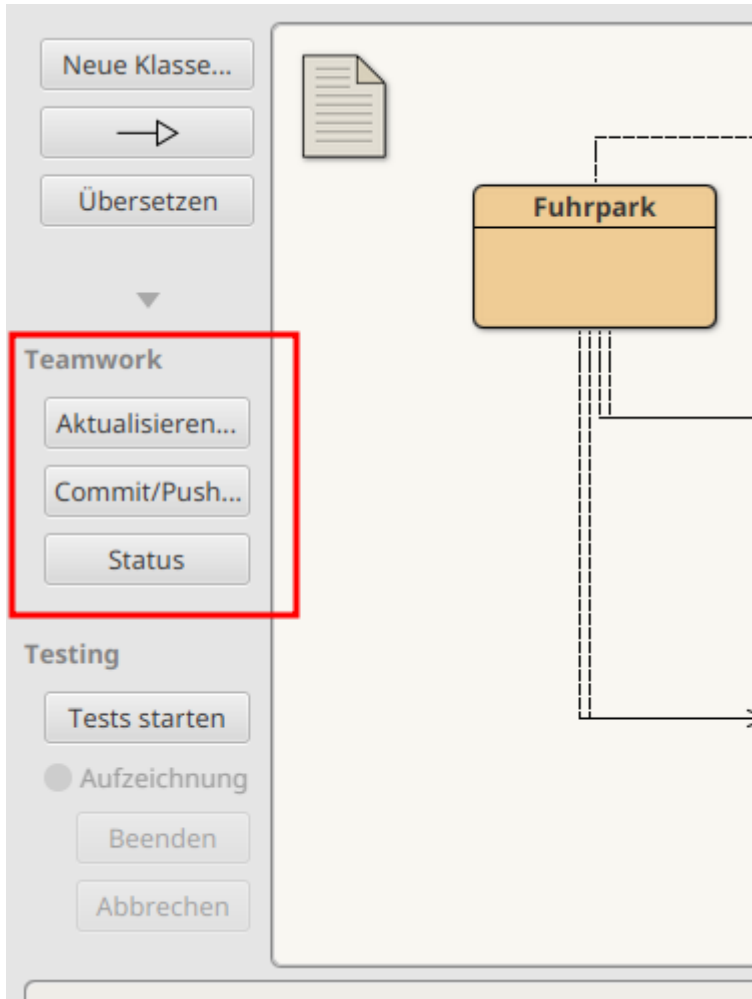 Neue Klasse...
Übersetzen
Fuhrpark
Teamwork
Aktualisieren...
Commit/Push...
Status
Testing
Tests starten
Aufzeichnung
Beenden
Abbrechen